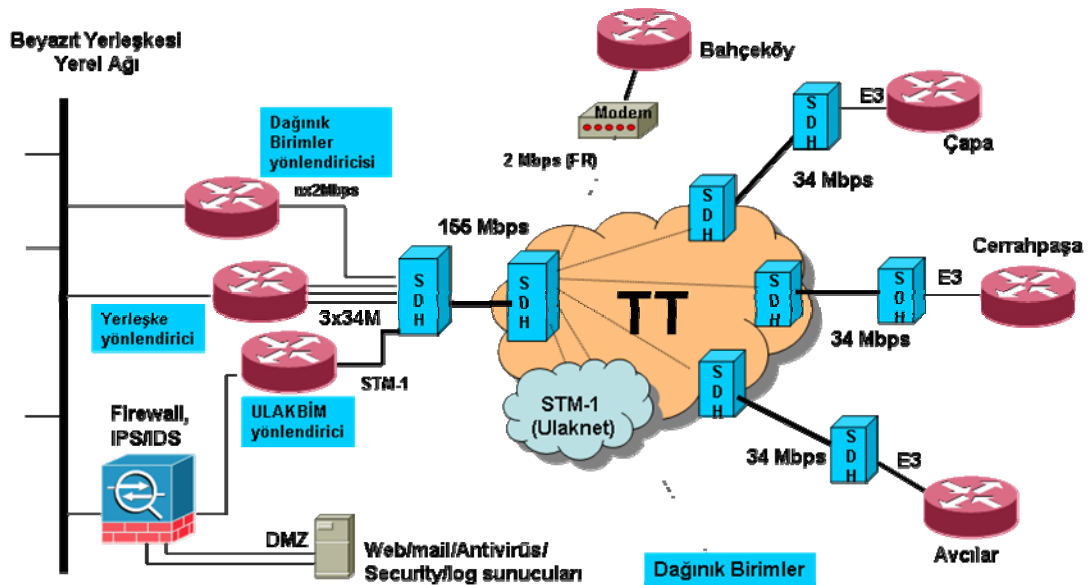 Beyazıt Yerleşkesi
Yerel Ağı
Dağınık
Birimler
yönlendiricisi
nx2Mbps
Yerleşke
yönlendirici
3x34M
STM-1
ULAKBİM
yönlendirici
Firewall,
IPS/IDS
DMZ
Web/mail/Antivirüs/
Security/log sunucuları
SDH
155 Mbps
SDH
TT
STM-1
(Ulaknet)
Bahçeköy
Modem
2 Mbps (FR)
SDH
34 Mbps
SDH
E3
Çapa
SDH
34 Mbps
SDH
E3
Cerrahpaşa
SDH
34 Mbps
SDH
E3
Avcılar
Dağınık Birimler